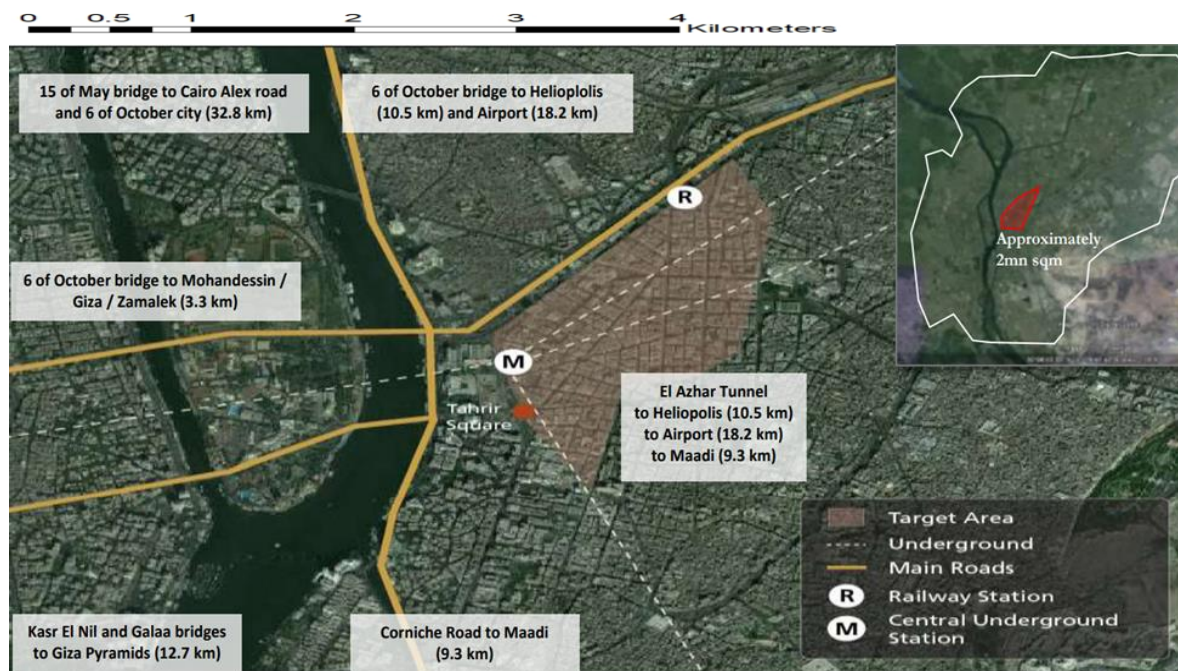 0 0.5 1 2 3 4
Kilometers
15 of May bridge to Cairo Alex road
and 6 of October city (32.8 km)
6 of October bridge to Helioplolis
(10.5 km) and Airport (18.2 km)
R
Approximately
2mn sqm
6 of October bridge to Mohandessin /
Giza / Zamalek (3.3 km)
M
Tahrir
Square
El Azhar Tunnel
to Heliopolis (10.5 km)
to Airport (18.2 km)
to Maadi (9.3 km)
Target Area
Underground
Main Roads
R Railway Station
M Central Underground
Station
Kasr El Nil and Galaa bridges
to Giza Pyramids (12.7 km)
Corniche Road to Maadi
(9.3 km)